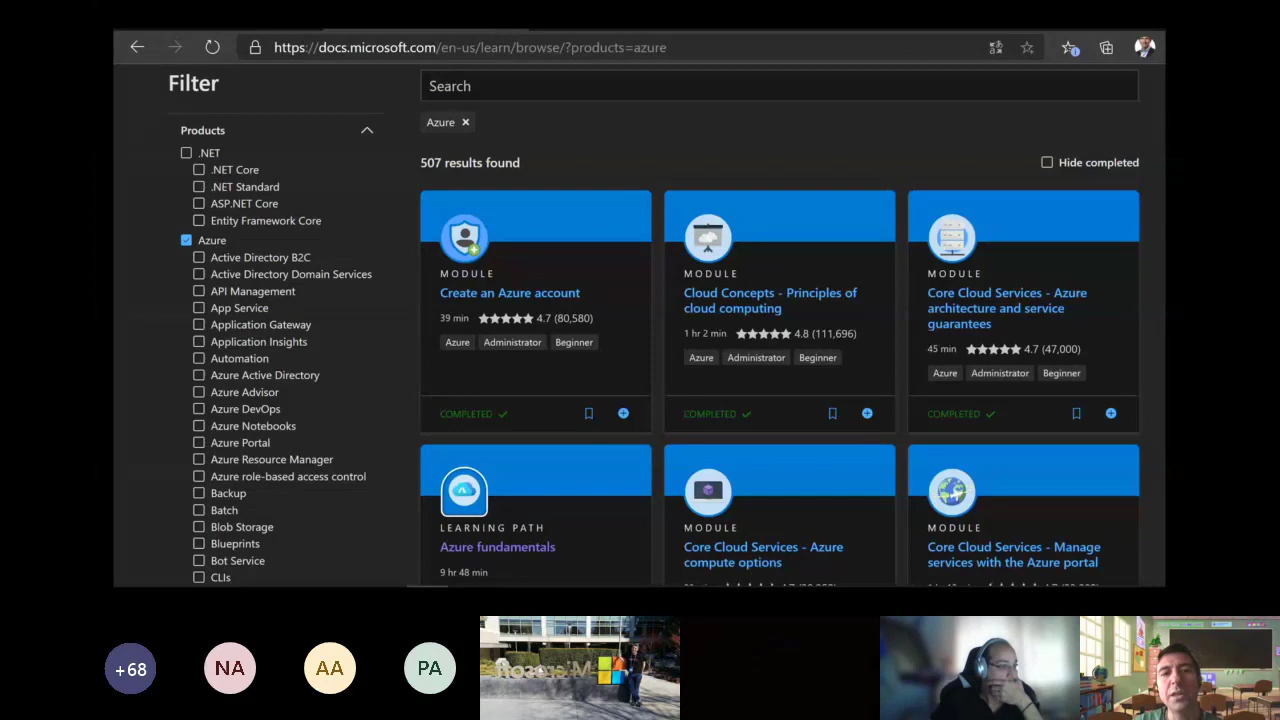 https://docs.microsoft.com/en-us/learn/browse/?products=azure
Filter
Products
.NET
.NET Core
.NET Standard
ASP.NET Core
Entity Framework Core
Azure
Active Directory B2C
Active Directory Domain Services
API Management
App Service
Application Gateway
Application Insights
Automation
Azure Active Directory
Azure Advisor
Azure DevOps
Azure Notebooks
Azure Portal
Azure Resource Manager
Azure role-based access control
Backup
Batch
Blob Storage
Blueprints
Bot Service
CLIs
Search
Azure
507 results found
Hide completed
MODULE
Create an Azure account
39 min 4.7 (80,580)
Azure Administrator Beginner
COMPLETED
MODULE
Cloud Concepts - Principles of
cloud computing
1 hr 2 min 4.8 (111,696)
Azure Administrator Beginner
COMPLETED
MODULE
Core Cloud Services - Azure
architecture and service
guarantees
45 min 4.7 (47,000)
Azure Administrator Beginner
COMPLETED
LEARNING PATH
Azure fundamentals
9 hr 48 min
MODULE
Core Cloud Services - Azure
compute options
MODULE
Core Cloud Services - Manage
services with the Azure portal
+68
NA
AA
PA
Microsoft